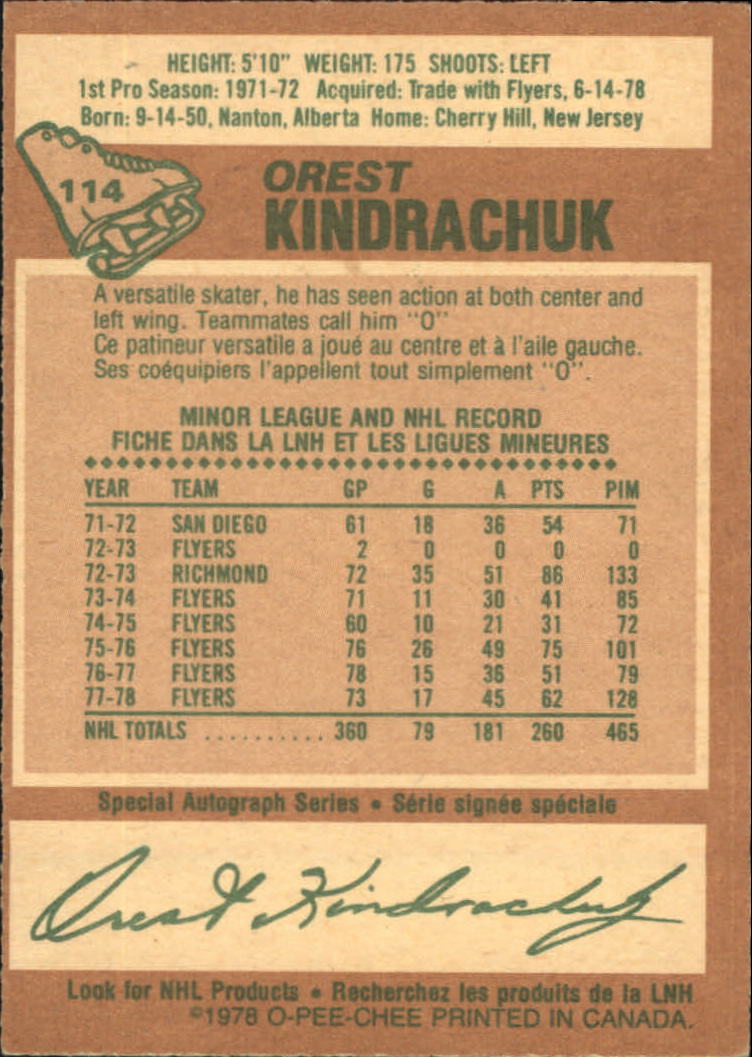 HEIGHT: 5'10" WEIGHT: 175 SHOOTS: LEFT
1st Pro Season: 1971-72 Acquired: Trade with Flyers, 6-14-78
Born: 9-14-50, Nanton, Alberta Home: Cherry Hill, New Jersey
114
OREST
KINDRACHUK
A versatile skater, he has seen action at both center and
left wing. Teammates call him "O"
Ce patineur versatile a joué au centre et à l'aile gauche.
Ses coéquipiers l'appellent tout simplement "O".
MINOR LEAGUE AND NHL RECORD
FICHE DANS LA LNH ET LES LIGUES MINEURES
YEAR TEAM GP G A PTS PIM
71-72 SAN DIEGO 61 18 36 54 71
72-73 FLYERS 2 0 0 0 0
72-73 RICHMOND 72 35 51 86 133
73-74 FLYERS 71 11 30 41 85
74-75 FLYERS 60 10 21 31 72
75-76 FLYERS 76 26 49 75 101
76-77 FLYERS 78 15 36 51 79
77-78 FLYERS 73 17 45 62 128
NHL TOTALS .......... 360 79 181 260 465
Special Autograph Series • Série signée spéciale
Orest Kindrachuk
Look for NHL Products • Recherchez les produits de la LNH
©1978 O-PEE-CHEE PRINTED IN CANADA.